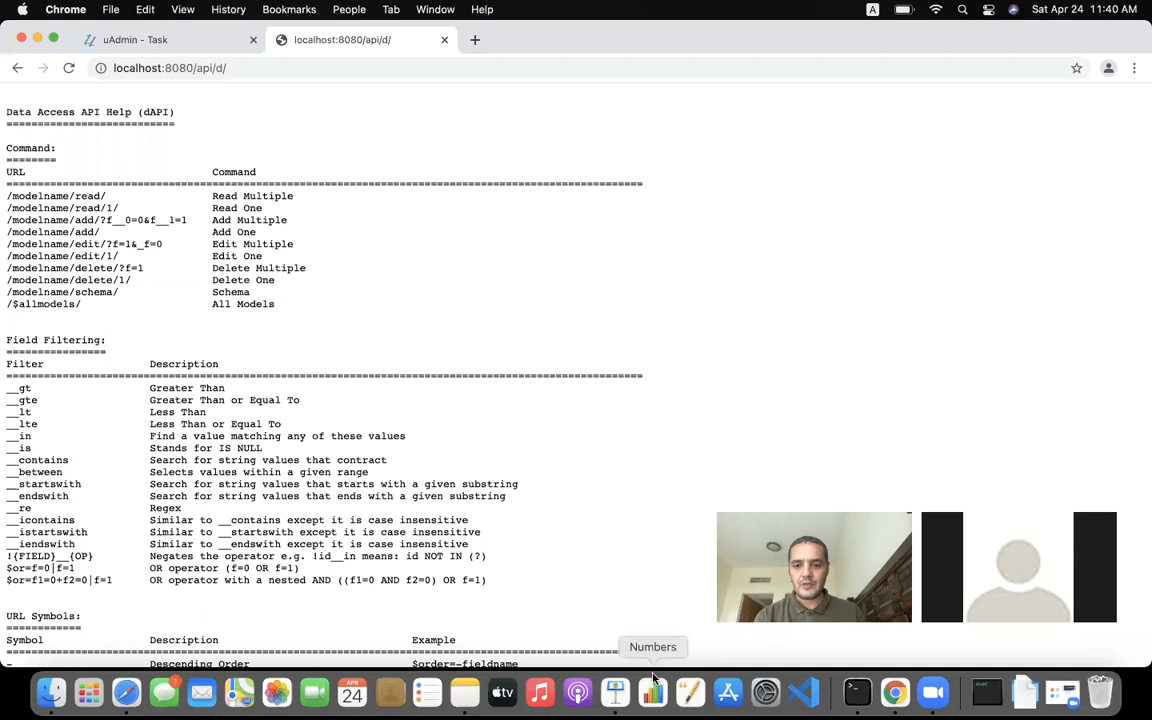 Chrome File Edit View History Bookmarks People Tab Window Help A Sat Apr 24 11:40 AM
uAdmin - Task
localhost:8080/api/d/
localhost:8080/api/d/
Data Access API Help (dAPI)
===========================
Command:
========
URL Command
======================================================================================================
/modelname/read/ Read Multiple
/modelname/read/1/ Read One
/modelname/add/?f__0=0&f__1=1 Add Multiple
/modelname/add/ Add One
/modelname/edit/?f=1&_f=0 Edit Multiple
/modelname/edit/1/ Edit One
/modelname/delete/?f=1 Delete Multiple
/modelname/delete/1/ Delete One
/modelname/schema/ Schema
/$allmodels/ All Models
Field Filtering:
================
Filter Description
======================================================================================================
__gt Greater Than
__gte Greater Than or Equal To
__lt Less Than
__lte Less Than or Equal To
__in Find a value matching any of these values
__is Stands for IS NULL
__contains Search for string values that contract
__between Selects values within a given range
__startswith Search for string values that starts with a given substring
__endswith Search for string values that ends with a given substring
__re Regex
__icontains Similar to __contains except it is case insensitive
__istartswith Similar to __startswith except it is case insensitive
__iendswith Similar to __endswith except it is case insensitive
!{FIELD}__{OP} Negates the operator e.g. !id__in means: id NOT IN (?)
$or=f=0|f=1 OR operator (f=0 OR f=1)
$or=f1=0+f2=0|f=1 OR operator with a nested AND ((f1=0 AND f2=0) OR f=1)
URL Symbols:
============
Symbol Description Example
======================================================================================================
- Descending Order $order=-fieldname
Numbers
1
APR
24
tv